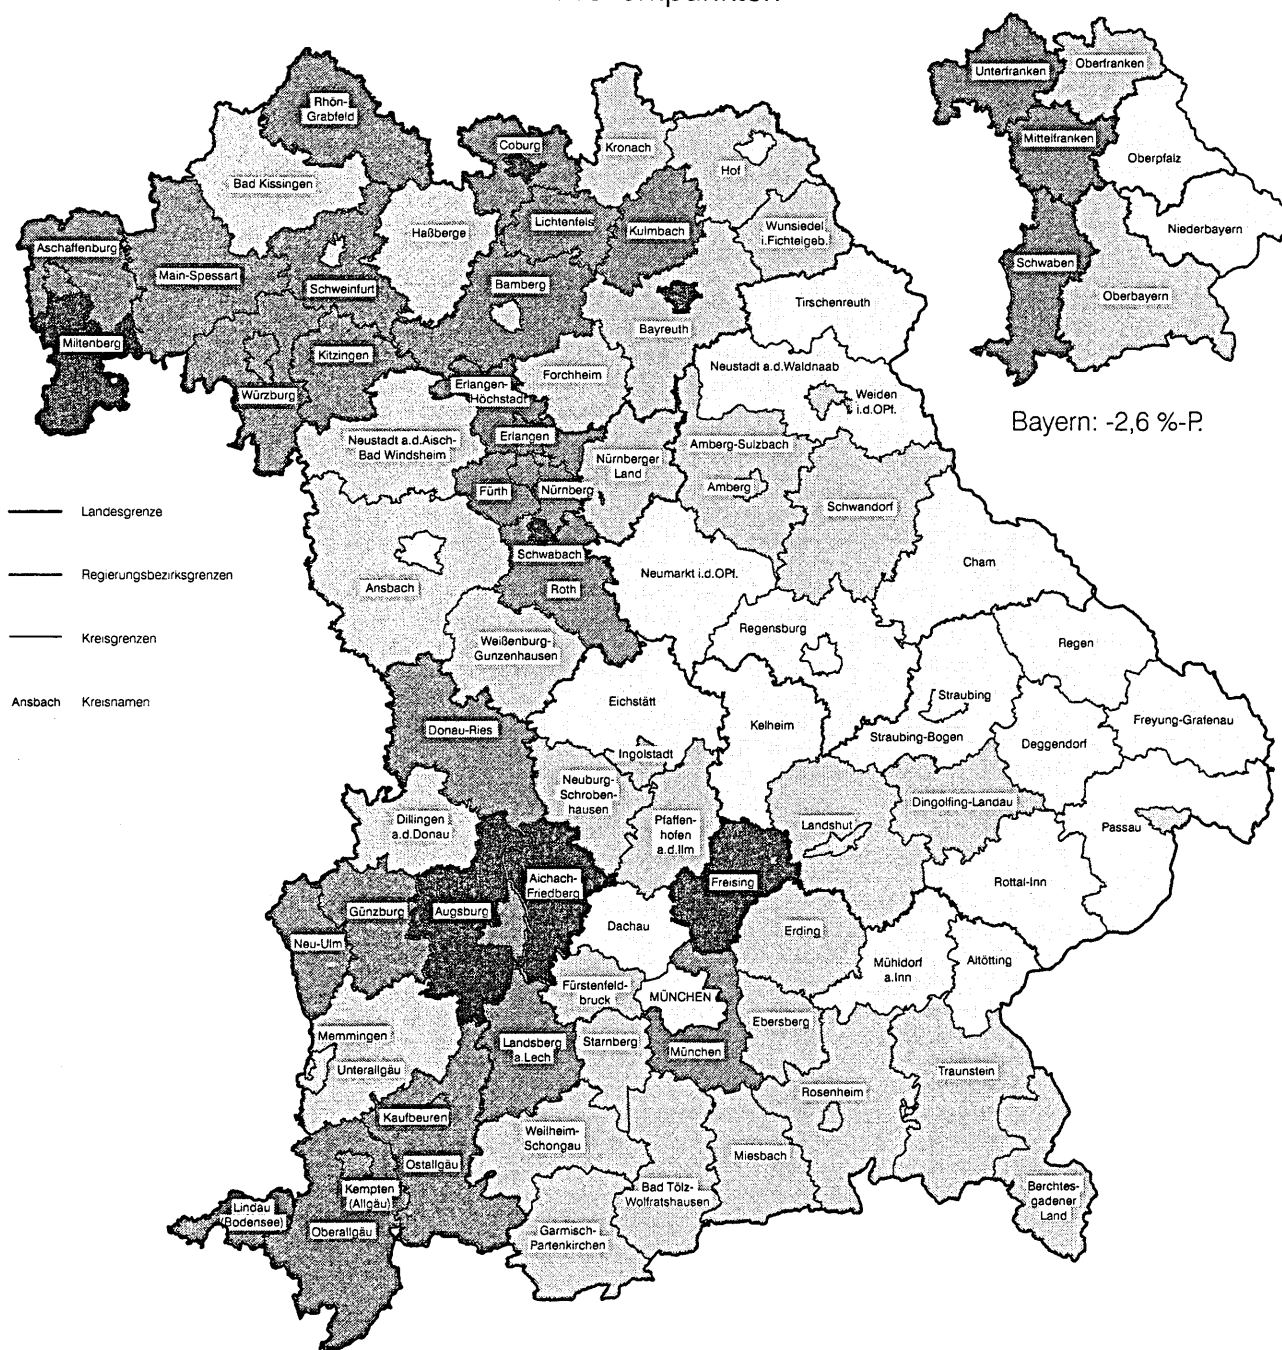 Rhön-
Grabfeld
Coburg
Kronach
Hof
Bad Kissingen
Lichtenfels
Kulmbach
Wunsiedel
i.Fichtelgeb.
Haßberge
Aschaffenburg
Main-Spessart
Schweinfurt
Bamberg
Tirschenreuth
Bayreuth
Miltenberg
Kitzingen
Würzburg
Erlangen-
Höchstadt
Forchheim
Neustadt a.d.Waldnaab
Weiden
i.d.OPf.
Erlangen
Neustadt a.d.Aisch-
Bad Windsheim
Nürnberger
Land
Amberg-Sulzbach
Amberg
Fürth
Nürnberg
Schwandorf
Schwabach
Ansbach
Roth
Neumarkt i.d.OPf.
Cham
Weißenburg-
Gunzenhausen
Regensburg
Regen
Eichstätt
Kelheim
Straubing
Straubing-Bogen
Freyung-Grafenau
Deggendorf
Donau-Ries
Ingolstadt
Neuburg-
Schroben-
hausen
Pfaffen-
hofen
a.d.Ilm
Landshut
Dingolfing-Landau
Passau
Dillingen
a.d.Donau
Aichach-
Friedberg
Freising
Rottal-Inn
Günzburg
Augsburg
Neu-Ulm
Dachau
Erding
Mühldorf
a.Inn
Altötting
Fürstenfeld-
bruck
MÜNCHEN
Ebersberg
Memmingen
Unterallgäu
Landsberg
a.Lech
Starnberg
München
Rosenheim
Traunstein
Kaufbeuren
Weilheim-
Schongau
Miesbach
Ostallgäu
Kempten
(Allgäu)
Bad Tölz-
Wolfratshausen
Berchtes-
gadener
Land
Lindau
(Bodensee)
Oberallgäu
Garmisch-
Partenkirchen
Unterfranken
Oberfranken
Mittelfranken
Oberpfalz
Niederbayern
Schwaben
Oberbayern
Bayern: -2,6 %-P.
Landesgrenze
Regierungsbezirksgrenzen
Kreisgrenzen
Ansbach Kreisnamen